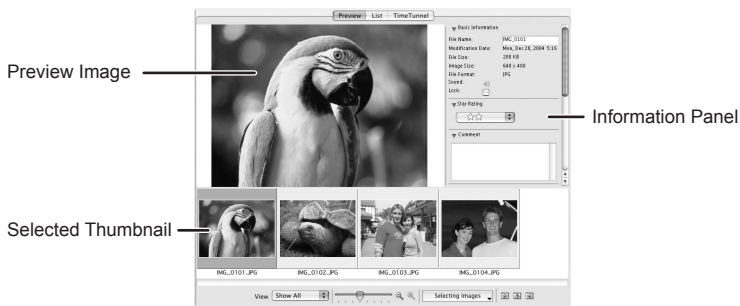 Preview List TimeTunnel
Preview Image
Basic Information
File Name: IMG_0101
Modification Date: Mon, Dec 20, 2004 5:16
File Size: 208 KB
Image Size: 640 x 480
File Format: JPG
Sound:
Lock:
Star Rating
Information Panel
Comment
Selected Thumbnail
IMG_0101.JPG IMG_0102.JPG IMG_0103.JPG IMG_0104.JPG
View Show All Selecting Images